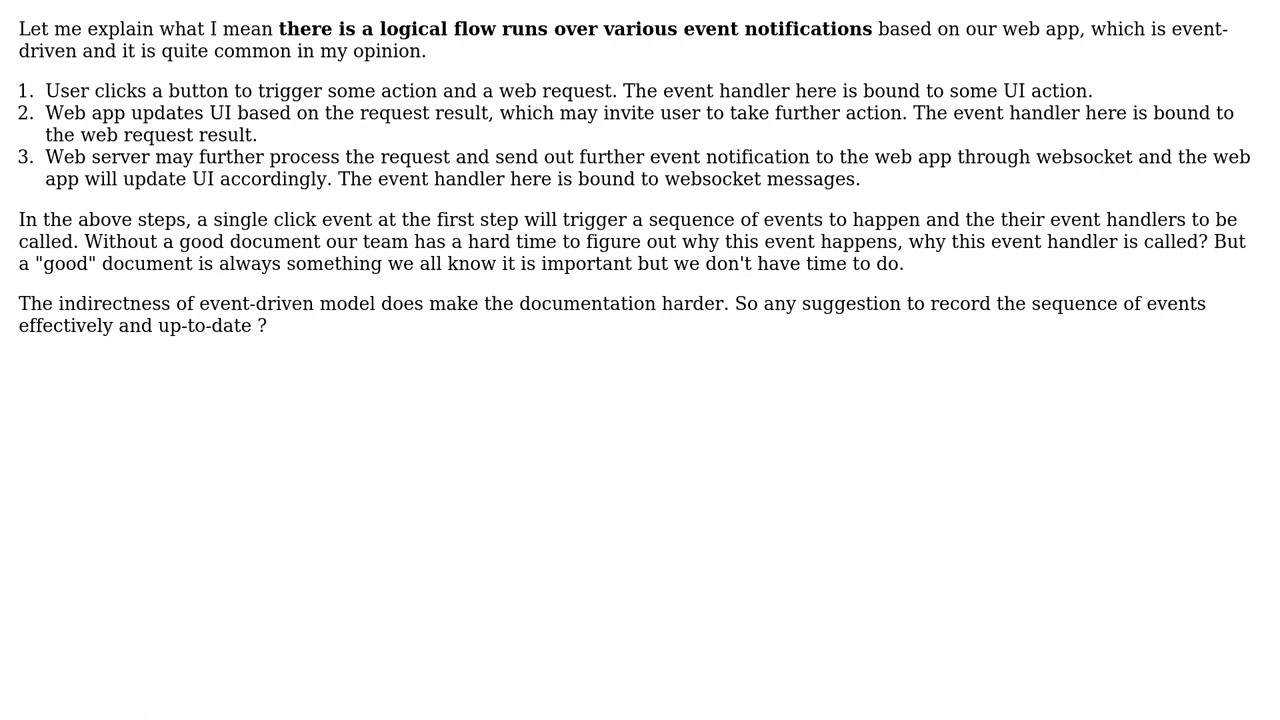 Let me explain what I mean there is a logical flow runs over various event notifications based on our web app, which is event-
driven and it is quite common in my opinion.
1. User clicks a button to trigger some action and a web request. The event handler here is bound to some UI action.
2. Web app updates UI based on the request result, which may invite user to take further action. The event handler here is bound to
the web request result.
3. Web server may further process the request and send out further event notification to the web app through websocket and the web
app will update UI accordingly. The event handler here is bound to websocket messages.
In the above steps, a single click event at the first step will trigger a sequence of events to happen and the their event handlers to be
called. Without a good document our team has a hard time to figure out why this event happens, why this event handler is called? But
a "good" document is always something we all know it is important but we don't have time to do.
The indirectness of event-driven model does make the documentation harder. So any suggestion to record the sequence of events
effectively and up-to-date ?